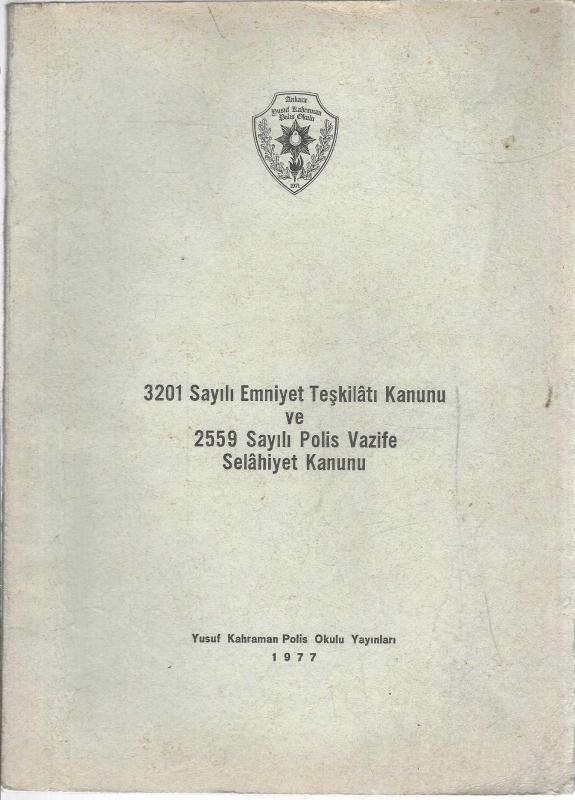 Ankara
Yusuf Kahraman
Polis Okulu
1971
3201 Sayılı Emniyet Teşkilâtı Kanunu
ve
2559 Sayılı Polis Vazife
Selâhiyet Kanunu
Yusuf Kahraman Polis Okulu Yayınları
1977